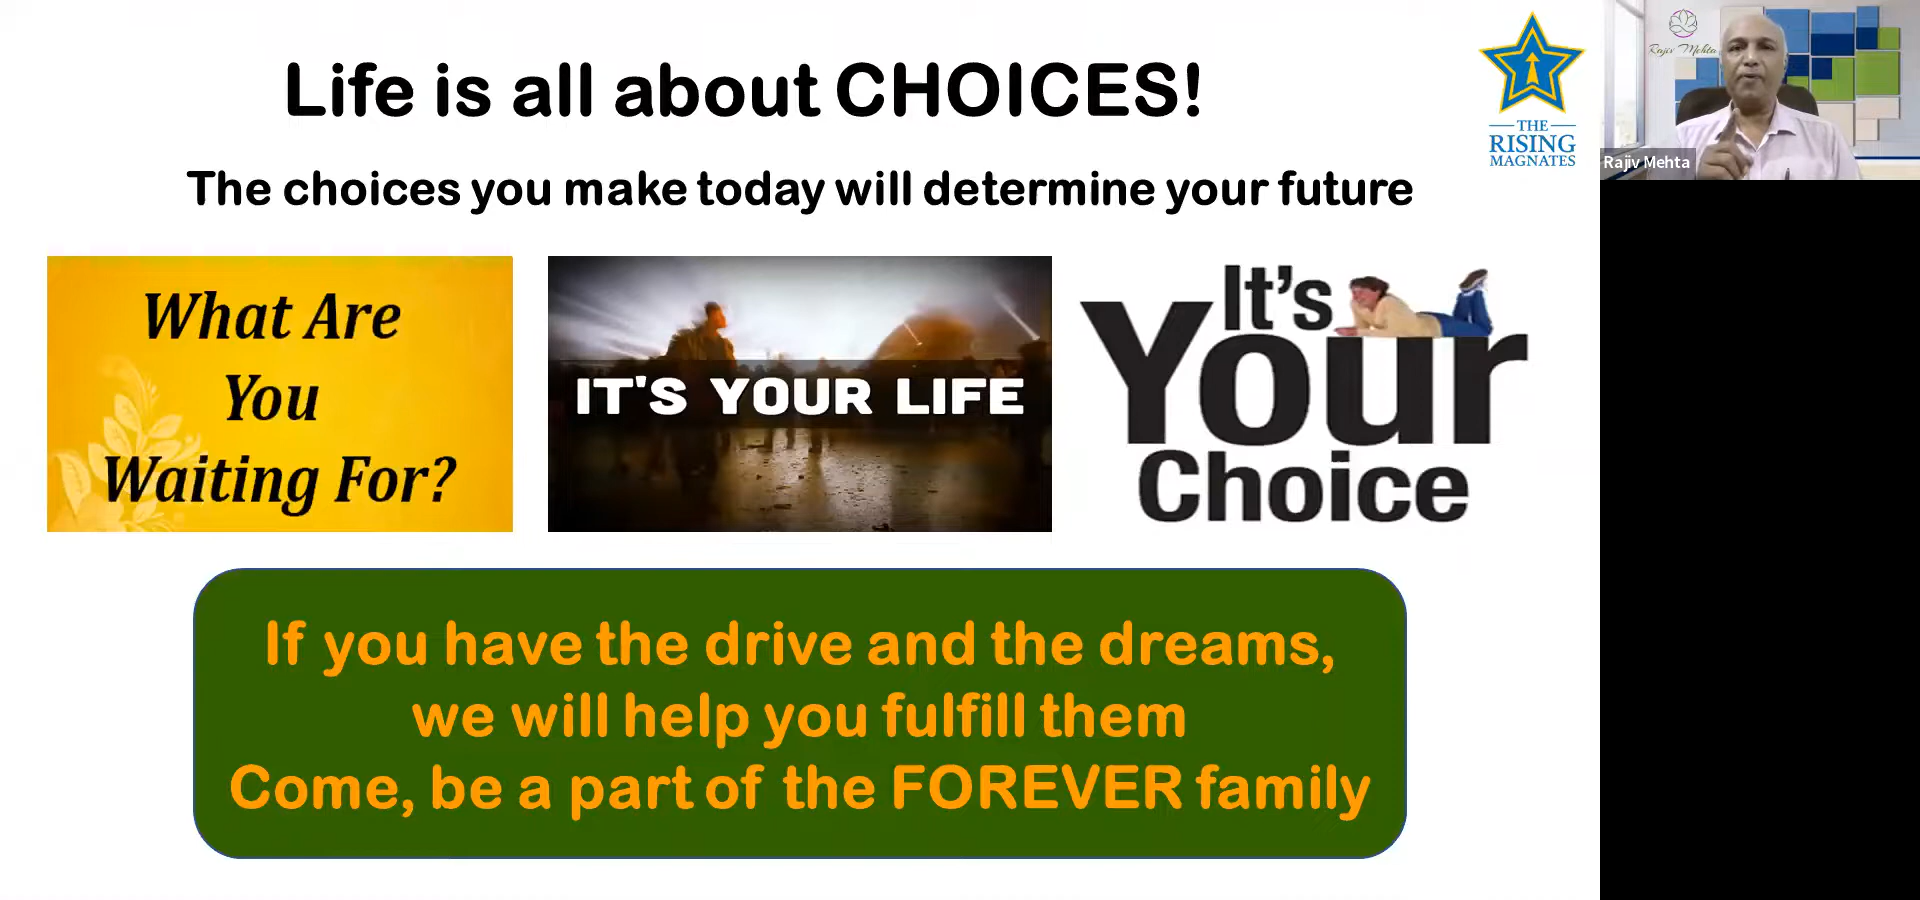 Life is all about CHOICES!
The choices you make today will determine your future
THE
RISING
MAGNATES
Rajiv Mehta
Rajiv Mehta
What Are
You
Waiting For?
IT'S YOUR LIFE
It's
Your
Choice
If you have the drive and the dreams,
we will help you fulfill them
Come, be a part of the FOREVER family